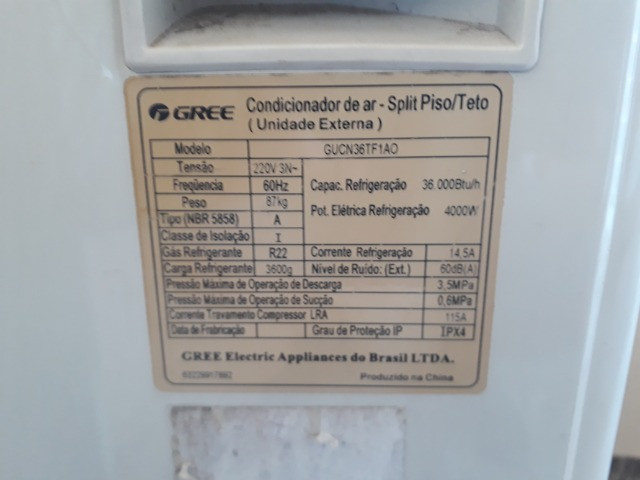 GREE Condicionador de ar - Split Piso/Teto
(Unidade Externa)
Modelo GUCN36TF1AO
Tensão 220V 3N~
Freqüencia 60Hz
Capac. Refrigeração 36.000Btu/h
Peso 87kg
Pot. Elétrica Refrigeração 4000W
Tipo (NBR 5858) A
Classe de Isolação I
Gás Refrigerante R22 Corrente Refrigeração 14,5A
Carga Refrigerante 3600g Nível de Ruído: (Ext.) 60dB(A)
Pressão Máxima de Operação de Descarga 3,5MPa
Pressão Máxima de Operação de Sucção 0,6MPa
Corrente Travamento Compressor LRA 115A
Data de Frabricação Grau de Proteção IP IPX4
GREE Electric Appliances do Brasil LTDA.
Produzido na China